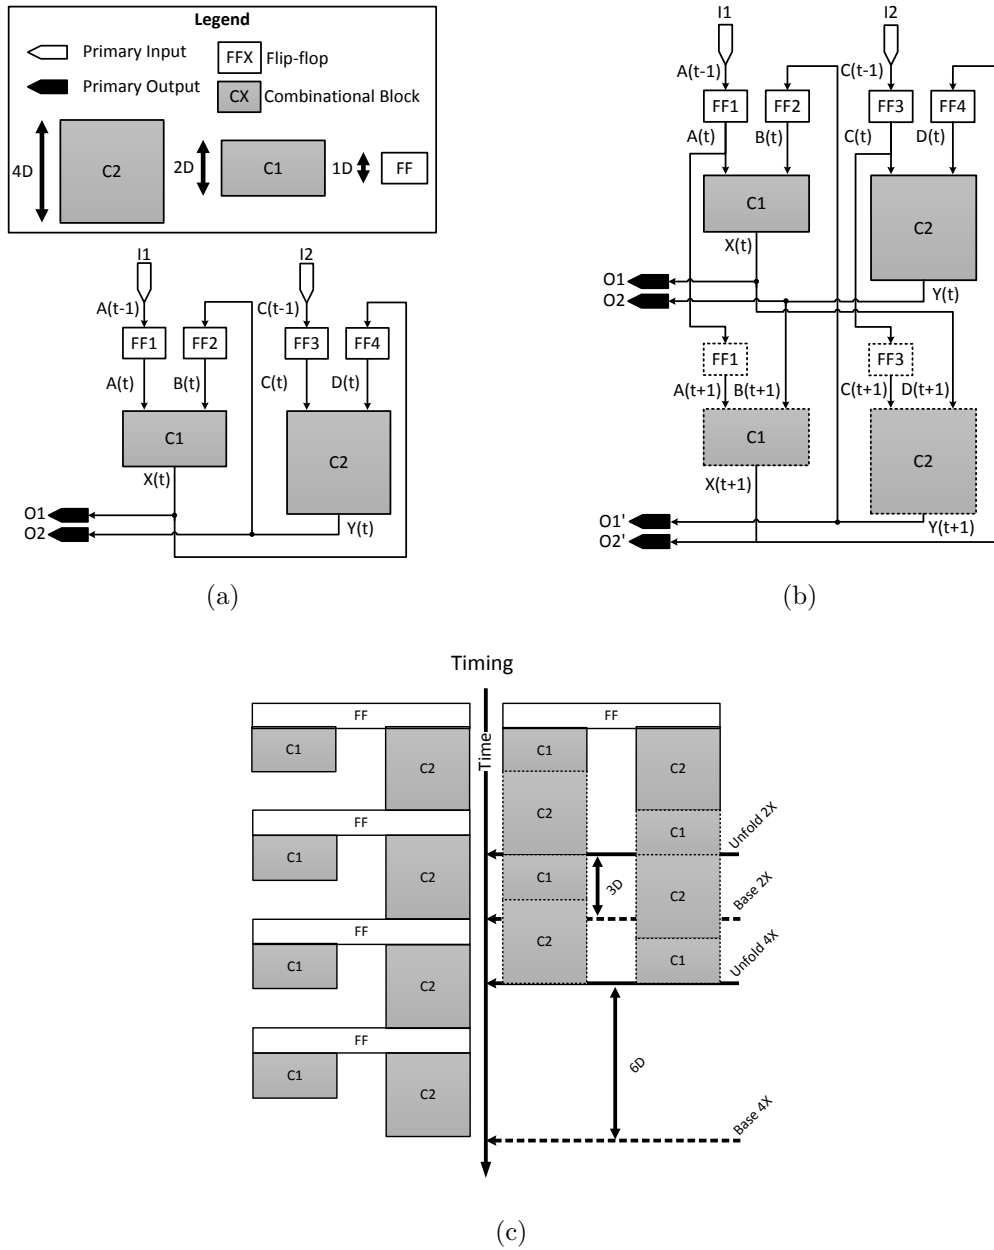 Legend
Primary Input
FFX Flip-flop
Primary Output
CX Combinational Block
4D C2 2D C1 1D FF
I1 I2
A(t-1) C(t-1)
FF1 FF2 FF3 FF4
A(t) B(t) C(t) D(t)
C1 C2
X(t)
O1
O2 Y(t)
(a)
I1 I2
A(t-1) C(t-1)
FF1 FF2 FF3 FF4
A(t) B(t) C(t) D(t)
C1 C2
X(t)
O1
O2 Y(t)
FF1 FF3
A(t+1) B(t+1) C(t+1) D(t+1)
C1 C2
X(t+1)
O1' Y(t+1)
O2'
(b)
Timing
Time
FF
C1 C2
FF
C1 C2
FF
C1 C2
FF
C1 C2
FF
C1 C2
C2 C1
Unfold 2X
C1 3D C2
Base 2X
C2 C1
Unfold 4X
6D
Base 4X
(c)